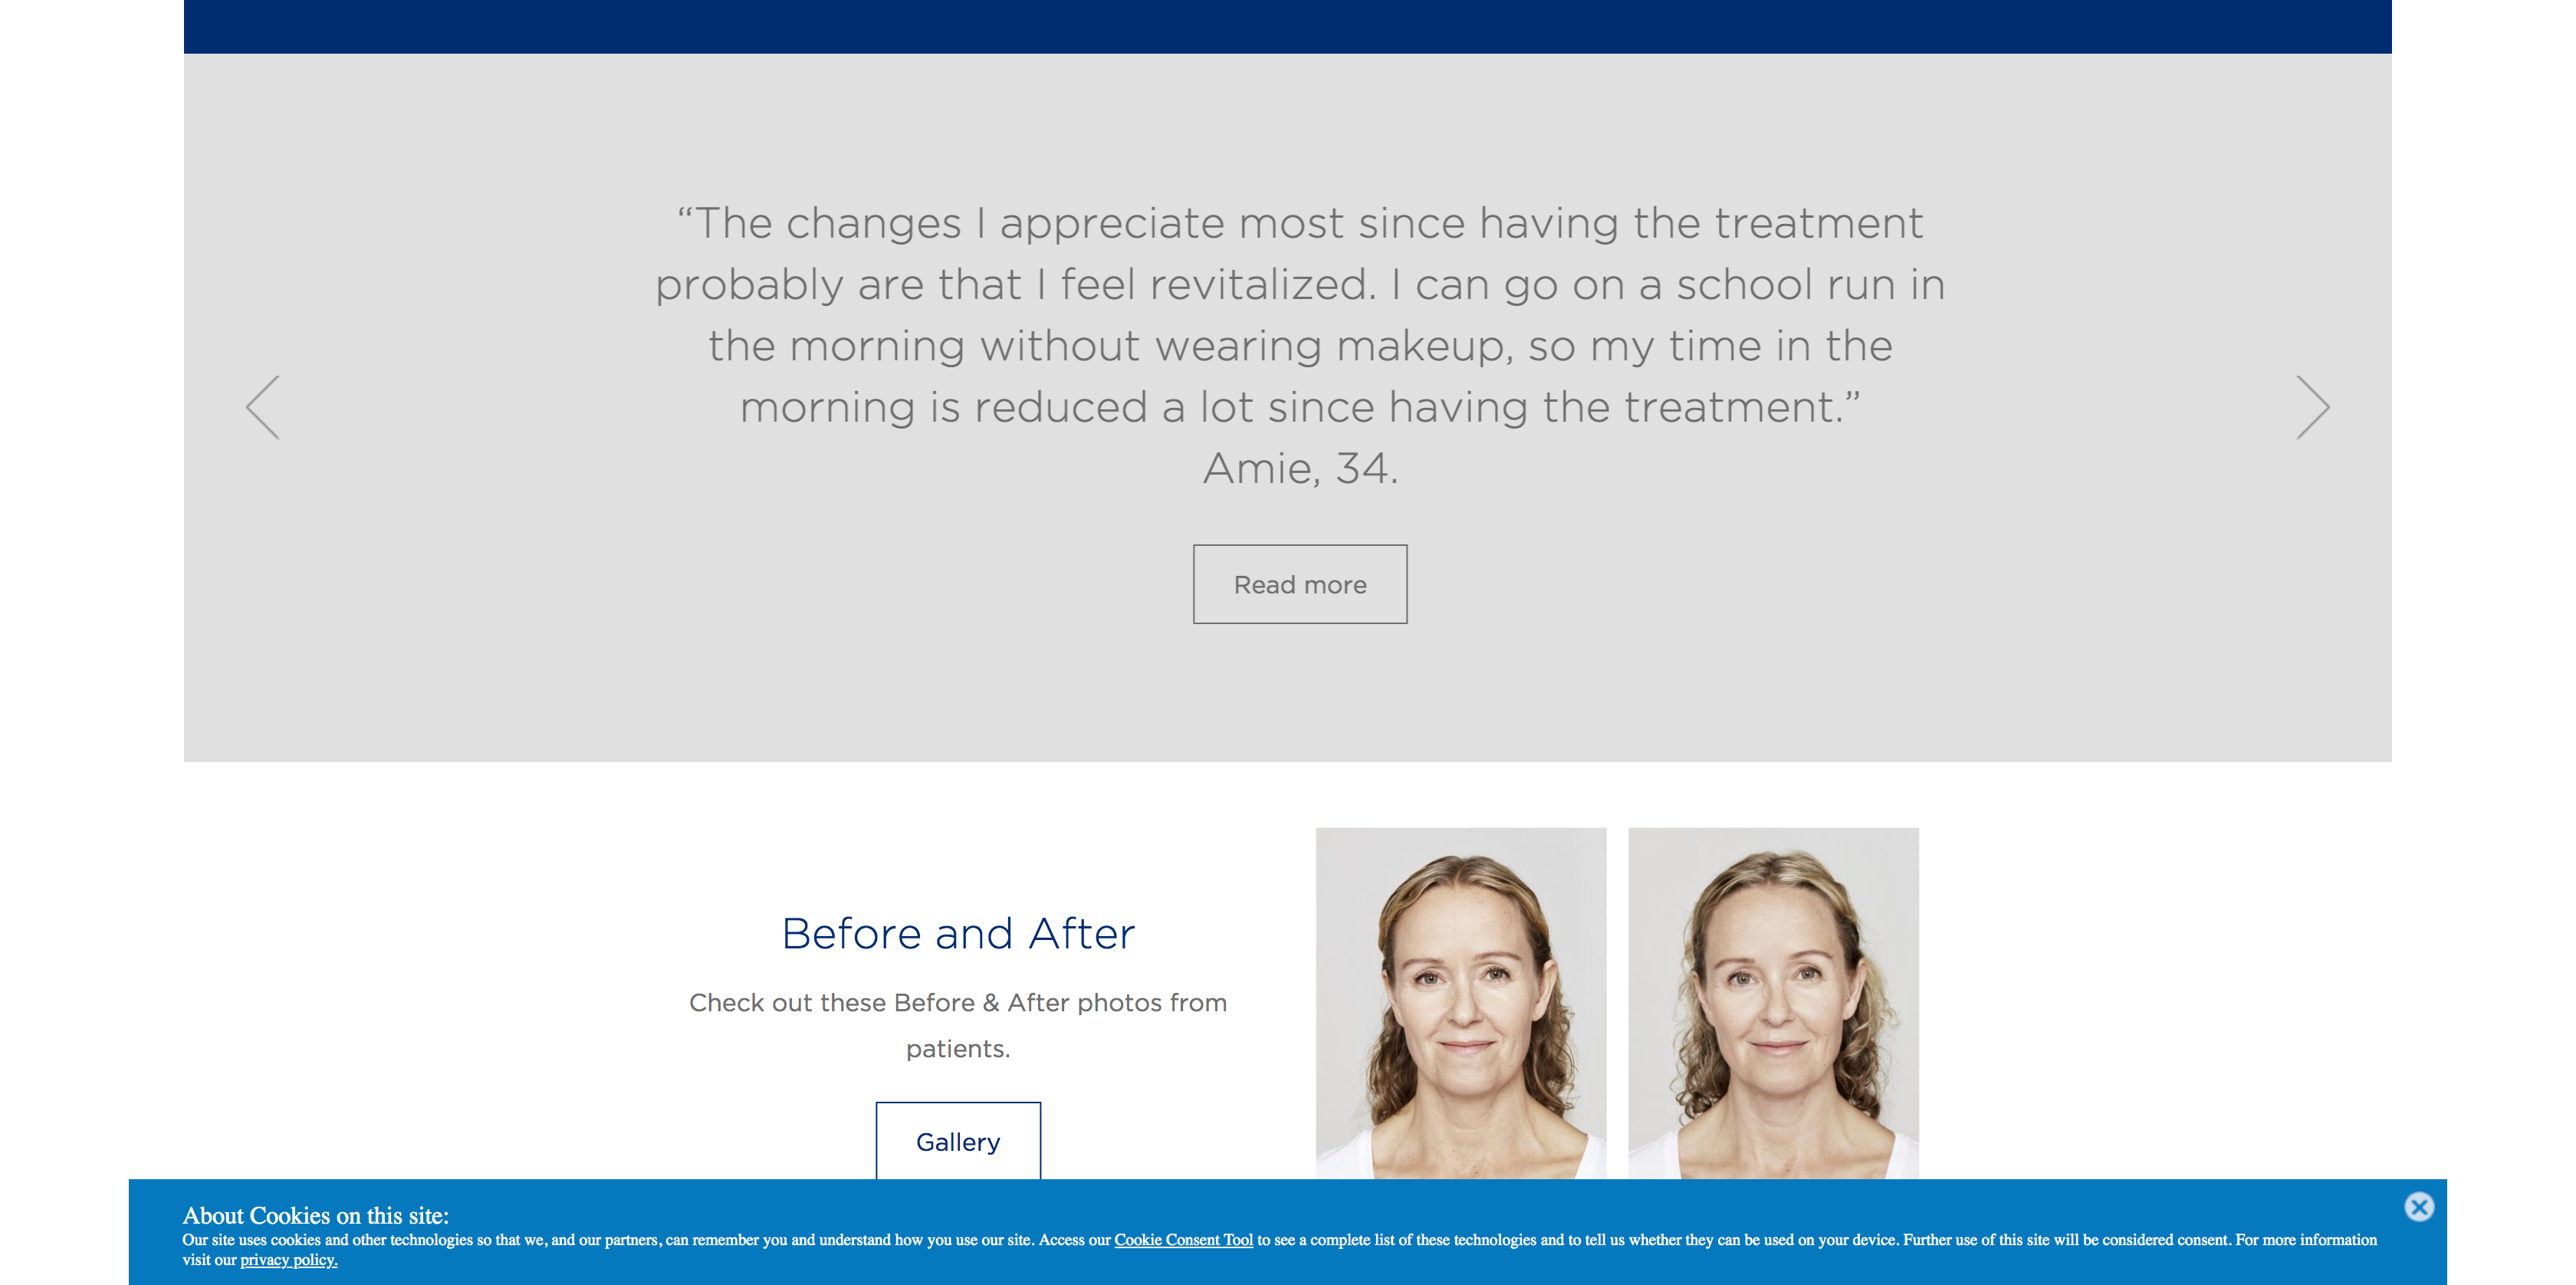 “The changes I appreciate most since having the treatment
probably are that I feel revitalized. I can go on a school run in
the morning without wearing makeup, so my time in the
morning is reduced a lot since having the treatment.”
Amie, 34.
Read more
Before and After
Check out these Before & After photos from
patients.
Gallery
About Cookies on this site:
Our site uses cookies and other technologies so that we, and our partners, can remember you and understand how you use our site. Access our Cookie Consent Tool to see a complete list of these technologies and to tell us whether they can be used on your device. Further use of this site will be considered consent. For more information
visit our privacy policy.